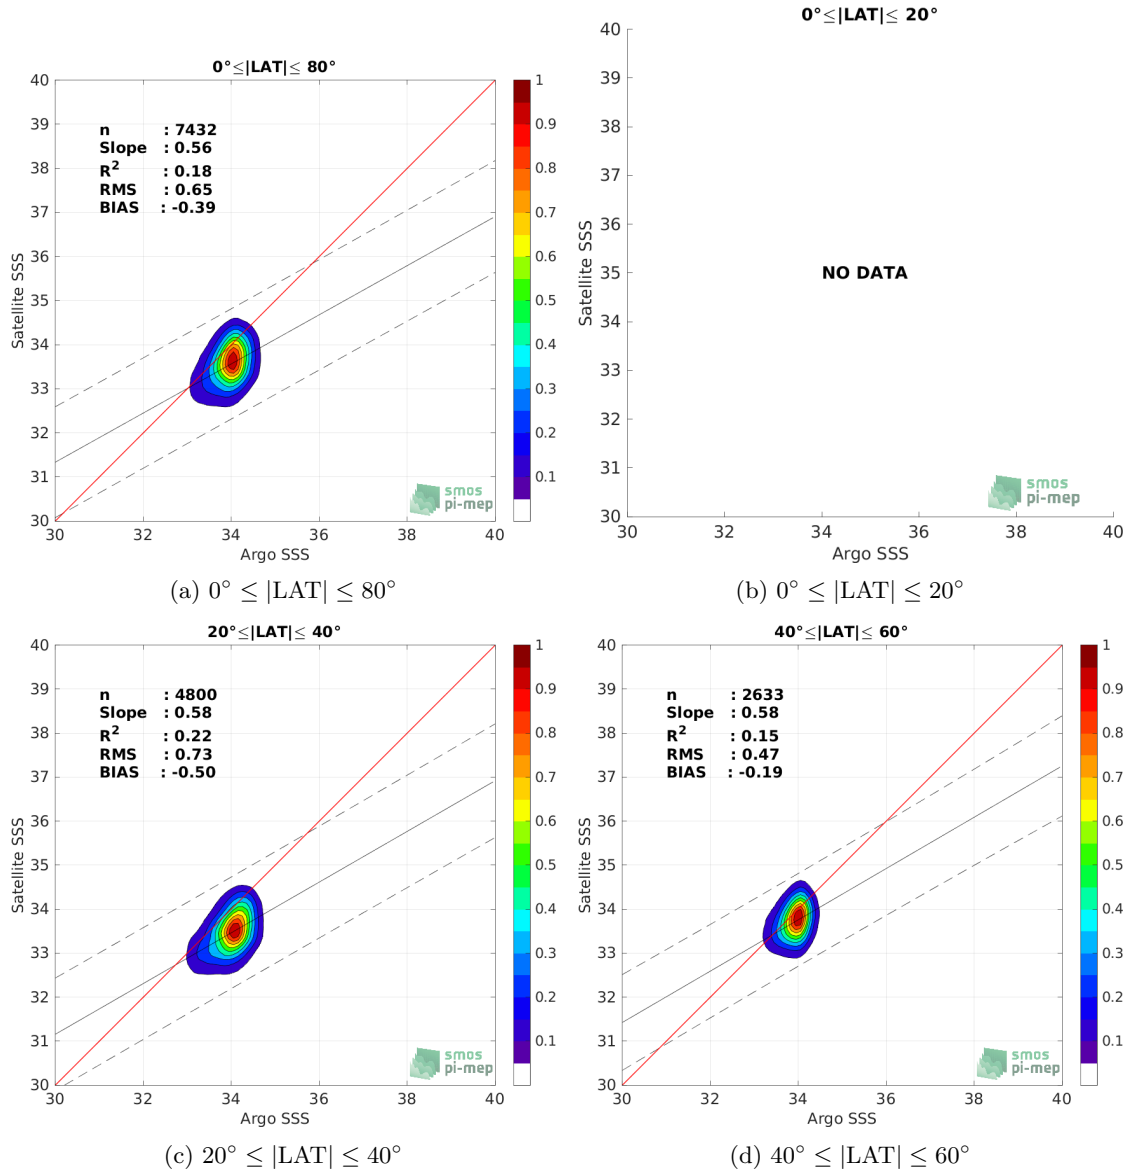 0°≤|LAT|≤ 80°
40
39
38
37
36
35
34
33
32
31
30
Satellite SSS
n : 7432
Slope : 0.56
R² : 0.18
RMS : 0.65
BIAS : -0.39
30 32 34 36 38 40
Argo SSS
1
0.9
0.8
0.7
0.6
0.5
0.4
0.3
0.2
0.1
smos
pi-mep
(a) 0° ≤ |LAT| ≤ 80°
0°≤|LAT|≤ 20°
40
39
38
37
36
35
34
33
32
31
30
Satellite SSS
NO DATA
30 32 34 36 38 40
Argo SSS
smos
pi-mep
(b) 0° ≤ |LAT| ≤ 20°
20°≤|LAT|≤ 40°
40
39
38
37
36
35
34
33
32
31
30
Satellite SSS
n : 4800
Slope : 0.58
R² : 0.22
RMS : 0.73
BIAS : -0.50
30 32 34 36 38 40
Argo SSS
1
0.9
0.8
0.7
0.6
0.5
0.4
0.3
0.2
0.1
smos
pi-mep
(c) 20° ≤ |LAT| ≤ 40°
40°≤|LAT|≤ 60°
40
39
38
37
36
35
34
33
32
31
30
Satellite SSS
n : 2633
Slope : 0.58
R² : 0.15
RMS : 0.47
BIAS : -0.19
30 32 34 36 38 40
Argo SSS
1
0.9
0.8
0.7
0.6
0.5
0.4
0.3
0.2
0.1
smos
pi-mep
(d) 40° ≤ |LAT| ≤ 60°